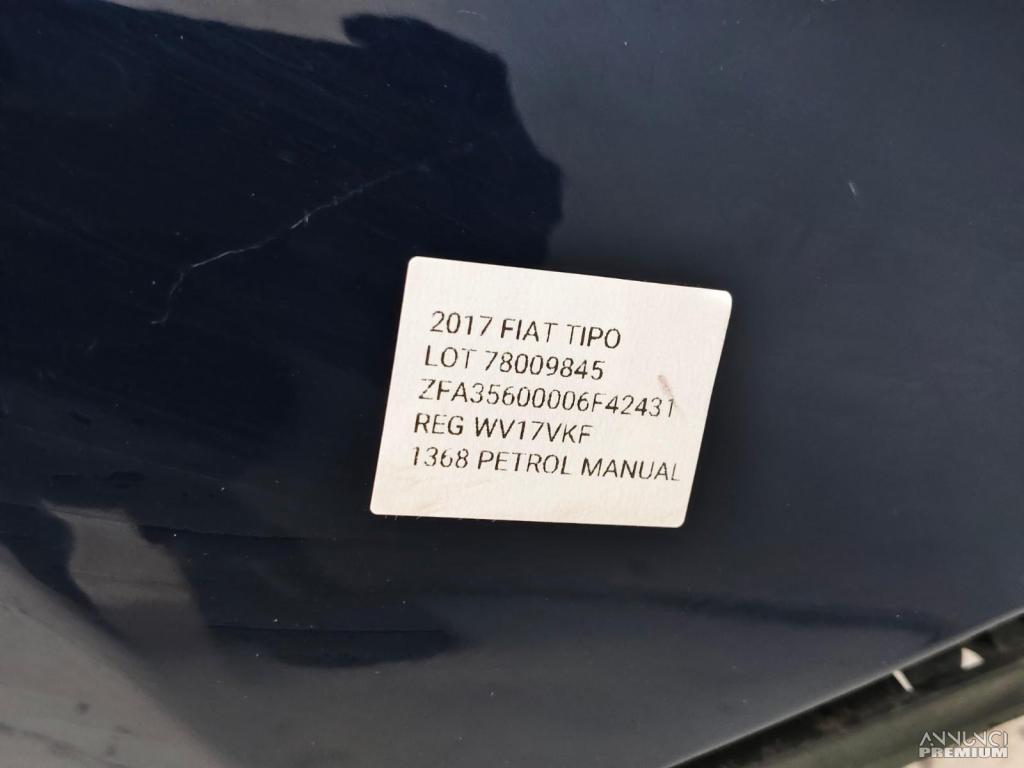 2017 FIAT TIPO
LOT 78009845
ZFA35600006F42431
REG WV17VKF
1368 PETROL MANUAL
ANNUNCI
PREMIUM